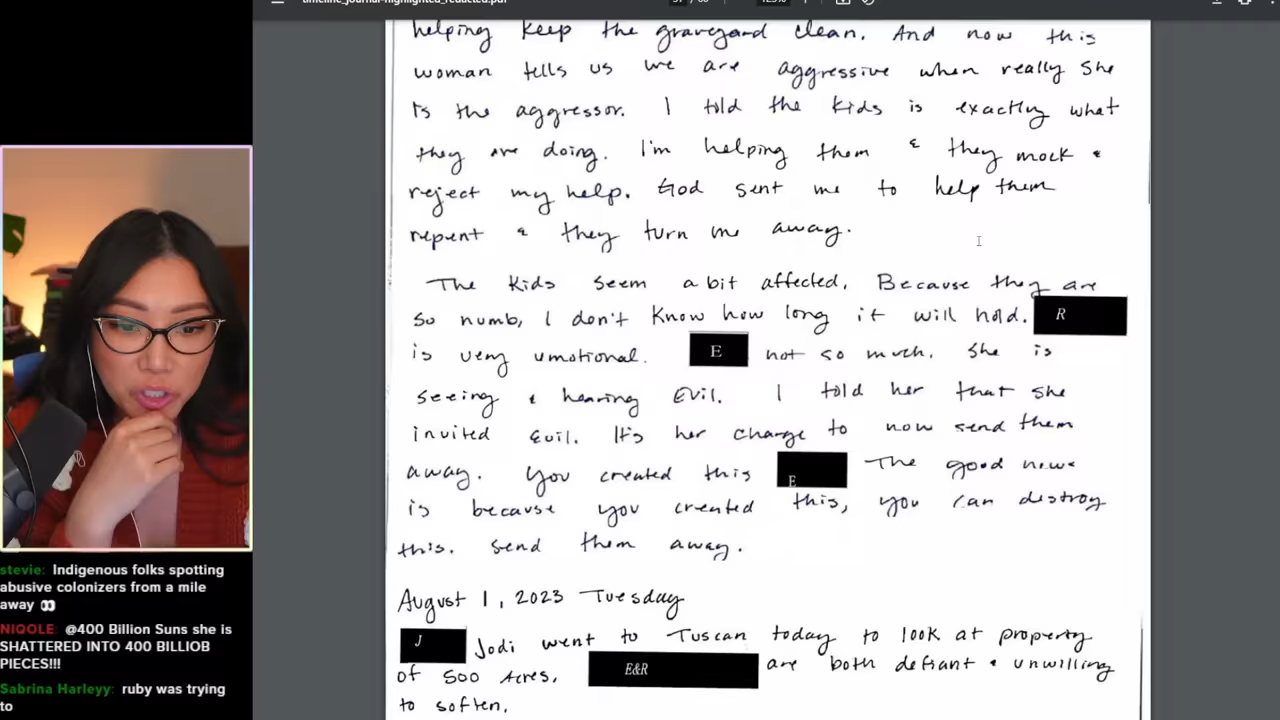 timeline_journal-highlighted_redacted.pdf
helping keep the graveyard clean. And now this
woman tells us we are aggressive when really she
is the aggressor. I told the kids is exactly what
they are doing. I'm helping them & they mock &
reject my help. God sent me to help them
repent & they turn me away.
The kids seem a bit affected. Because they are
so numb, I don't know how long it will hold. R
is very emotional. E not so much. She is
seeing & hearing Evil. I told her that she
invited Evil. It's her charge to now send them
away. You created this E The good news
is because you created this, you can destroy
this. Send them away.
August 1, 2023 Tuesday
J Jodi went to Tuscan today to look at property
of 500 Acres. E&R are both defiant & unwilling
to soften.
stevie: Indigenous folks spotting
abusive colonizers from a mile
away 👀
NIQOLE: @400 Billion Suns she is
SHATTERED INTO 400 BILLIOB
PIECES!!!
Sabrina Harleyy: ruby was trying
to